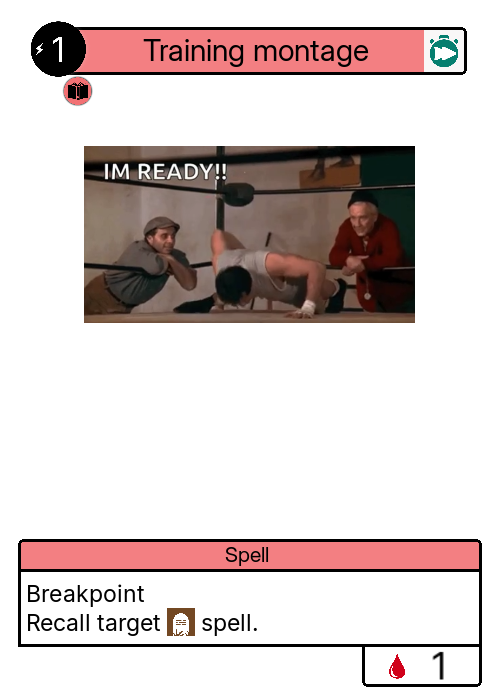 1
Training montage
IM READY!!
Spell
Breakpoint
Recall target spell.
1